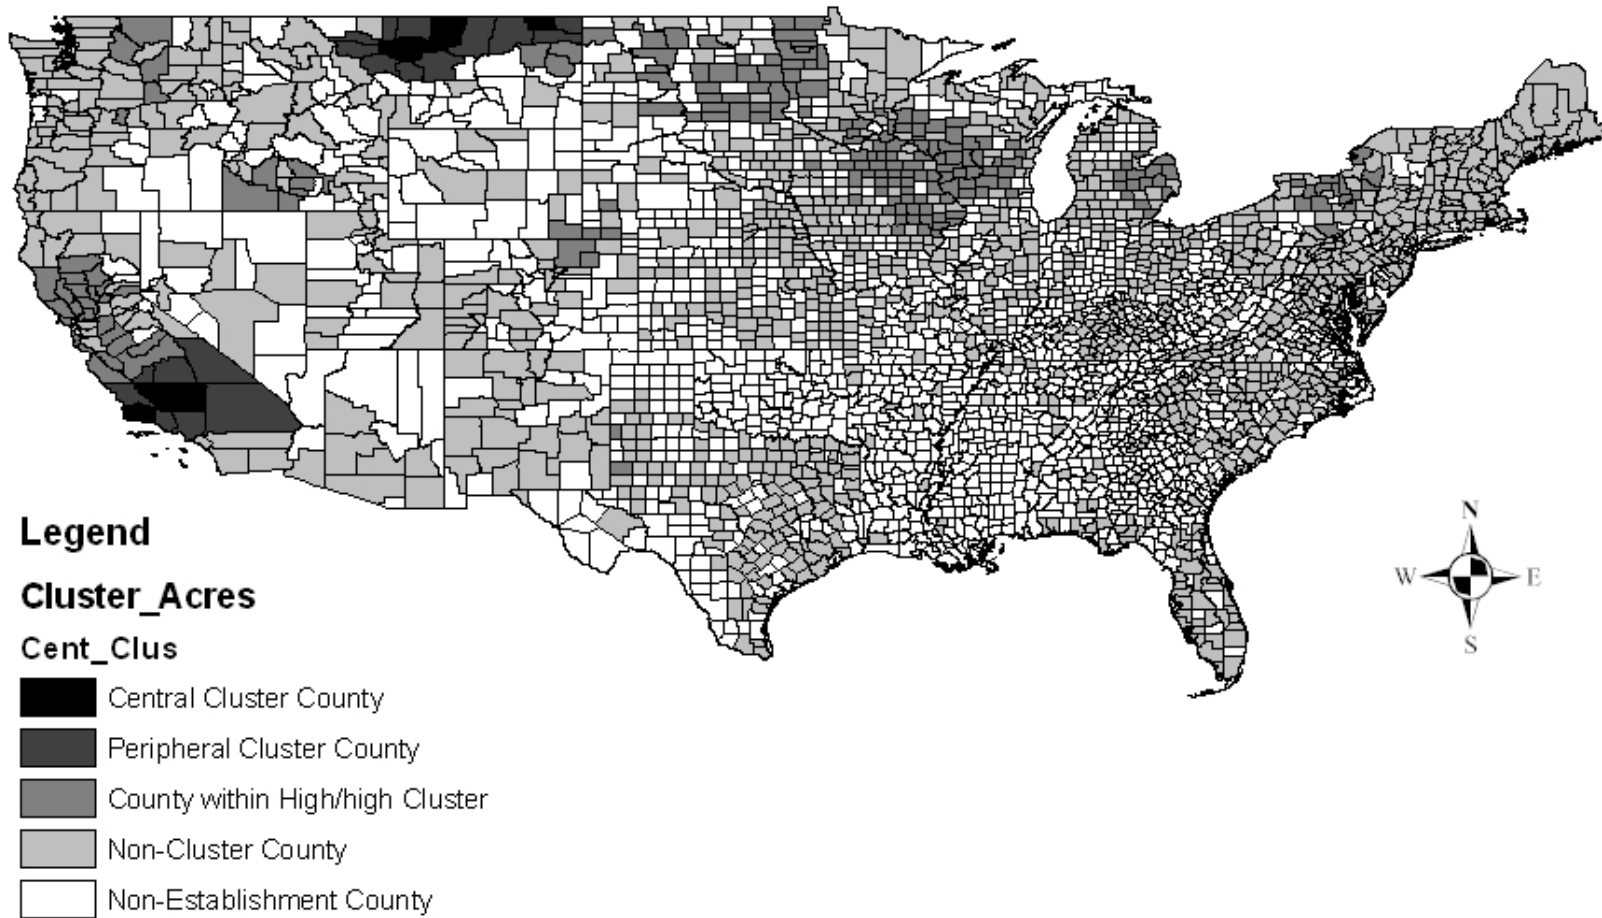 Legend
Cluster_Acres
Cent_Clus
Central Cluster County
Peripheral Cluster County
County within High/high Cluster
Non-Cluster County
Non-Establishment County
N
W E
S